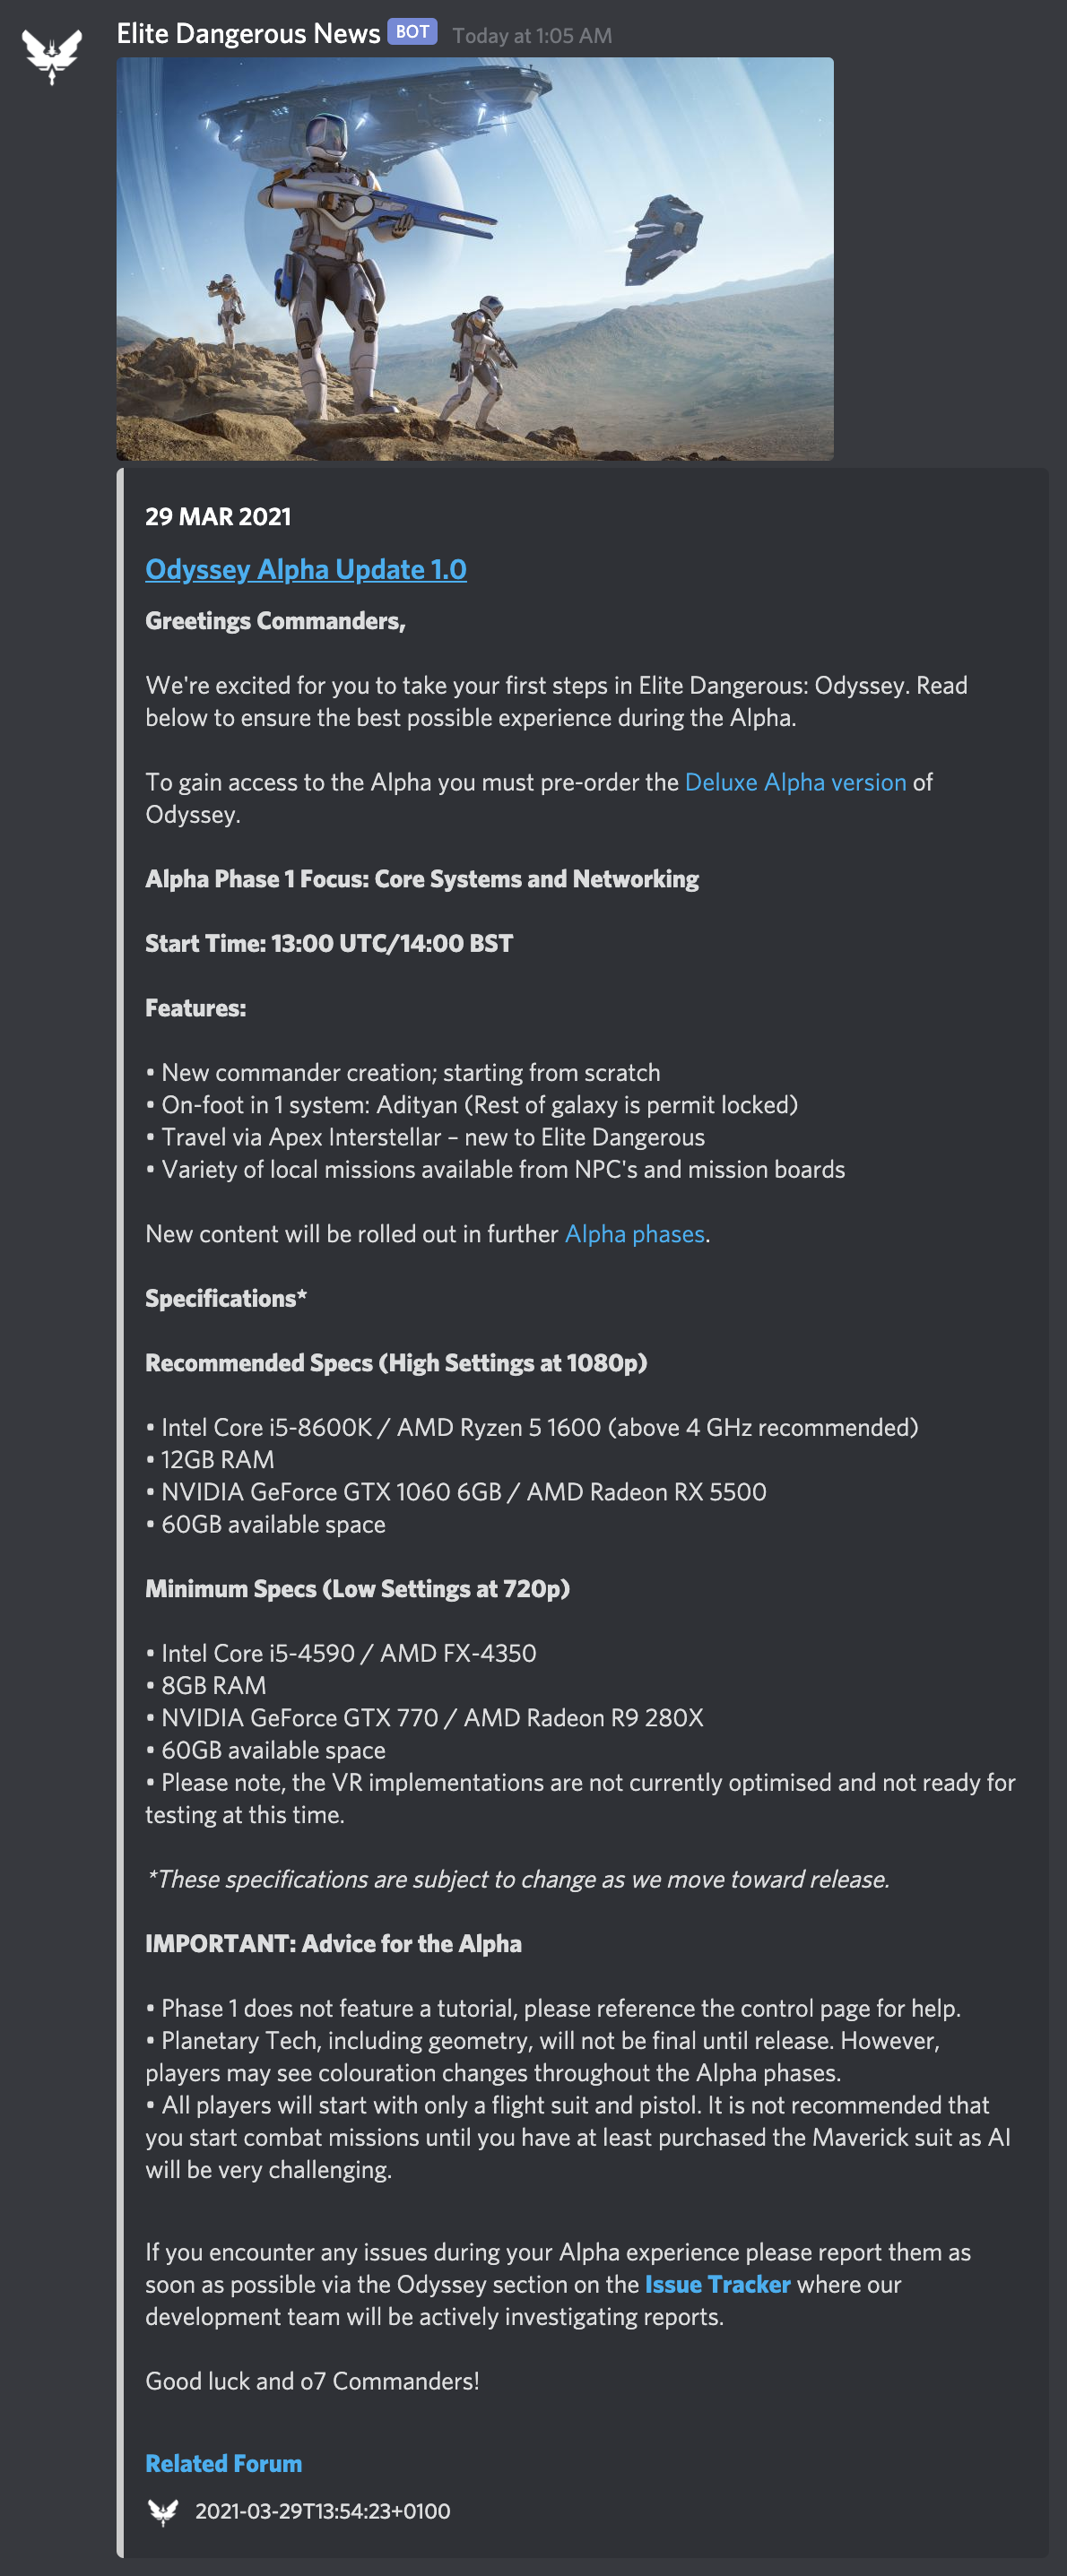 Elite Dangerous News BOT Today at 1:05 AM
29 MAR 2021
Odyssey Alpha Update 1.0
Greetings Commanders,
We're excited for you to take your first steps in Elite Dangerous: Odyssey. Read
below to ensure the best possible experience during the Alpha.
To gain access to the Alpha you must pre-order the Deluxe Alpha version of
Odyssey.
Alpha Phase 1 Focus: Core Systems and Networking
Start Time: 13:00 UTC/14:00 BST
Features:
• New commander creation; starting from scratch
• On-foot in 1 system: Adityan (Rest of galaxy is permit locked)
• Travel via Apex Interstellar – new to Elite Dangerous
• Variety of local missions available from NPC's and mission boards
New content will be rolled out in further Alpha phases.
Specifications*
Recommended Specs (High Settings at 1080p)
• Intel Core i5-8600K / AMD Ryzen 5 1600 (above 4 GHz recommended)
• 12GB RAM
• NVIDIA GeForce GTX 1060 6GB / AMD Radeon RX 5500
• 60GB available space
Minimum Specs (Low Settings at 720p)
• Intel Core i5-4590 / AMD FX-4350
• 8GB RAM
• NVIDIA GeForce GTX 770 / AMD Radeon R9 280X
• 60GB available space
• Please note, the VR implementations are not currently optimised and not ready for
testing at this time.
*These specifications are subject to change as we move toward release.
IMPORTANT: Advice for the Alpha
• Phase 1 does not feature a tutorial, please reference the control page for help.
• Planetary Tech, including geometry, will not be final until release. However,
players may see colouration changes throughout the Alpha phases.
• All players will start with only a flight suit and pistol. It is not recommended that
you start combat missions until you have at least purchased the Maverick suit as AI
will be very challenging.
If you encounter any issues during your Alpha experience please report them as
soon as possible via the Odyssey section on the Issue Tracker where our
development team will be actively investigating reports.
Good luck and o7 Commanders!
Related Forum
2021-03-29T13:54:23+0100